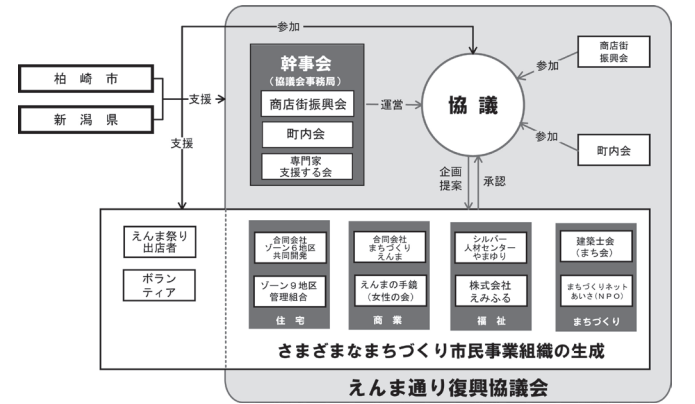 参加
柏崎市
新潟県
支援
支援
幹事会
（協議会事務局）
商店街振興会
町内会
専門家
支援する会
運営
協議
参加
商店街
振興会
参加
町内会
企画
提案
承認
えんま祭り
出店者
ボラン
ティア
合同会社
ゾーン6地区
共同開発
ゾーン9地区
管理組合
住宅
合同会社
まちづくり
えんま
えんまの手鏡
（女性の会）
商業
シルバー
人材センター
やまゆり
株式会社
えみふる
福祉
建築士会
（まち会）
まちづくりネット
あいさ（NPO）
まちづくり
さまざまなまちづくり市民事業組織の生成
えんま通り復興協議会